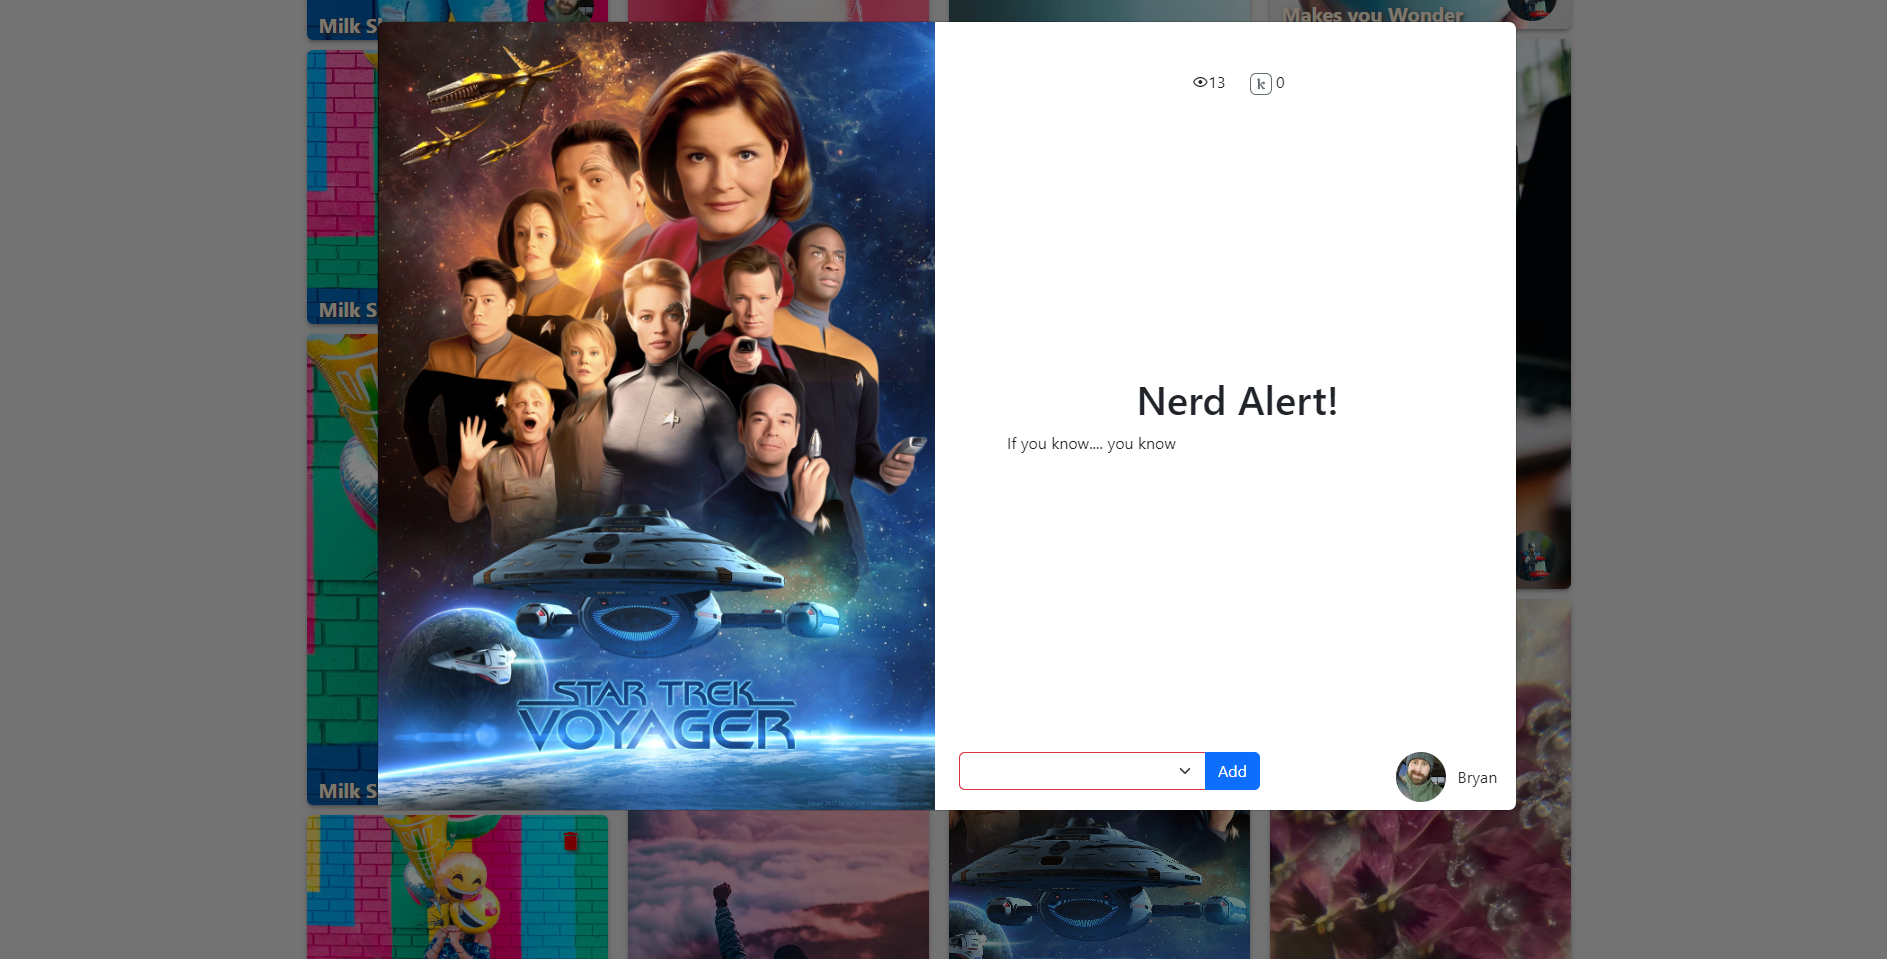 Milk S
Makes you Wonder
13
k 0
Milk S
Nerd Alert!
If you know.... you know
STAR TREK
VOYAGER
Add
Bryan
Milk S